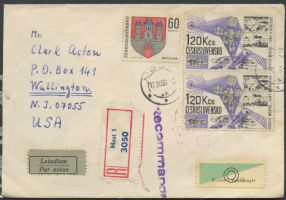 Mr.
Clark Aston
P.O. Box 141
Wallington,
N.J. 07055
USA
60
ČESKOSLOVENSKO
1.20 Kčs
ČESKOSLOVENSKO
1.20 Kčs
ČESKOSLOVENSKO
R
Most 1
3050
Recommandé
Letadlem
Par avion